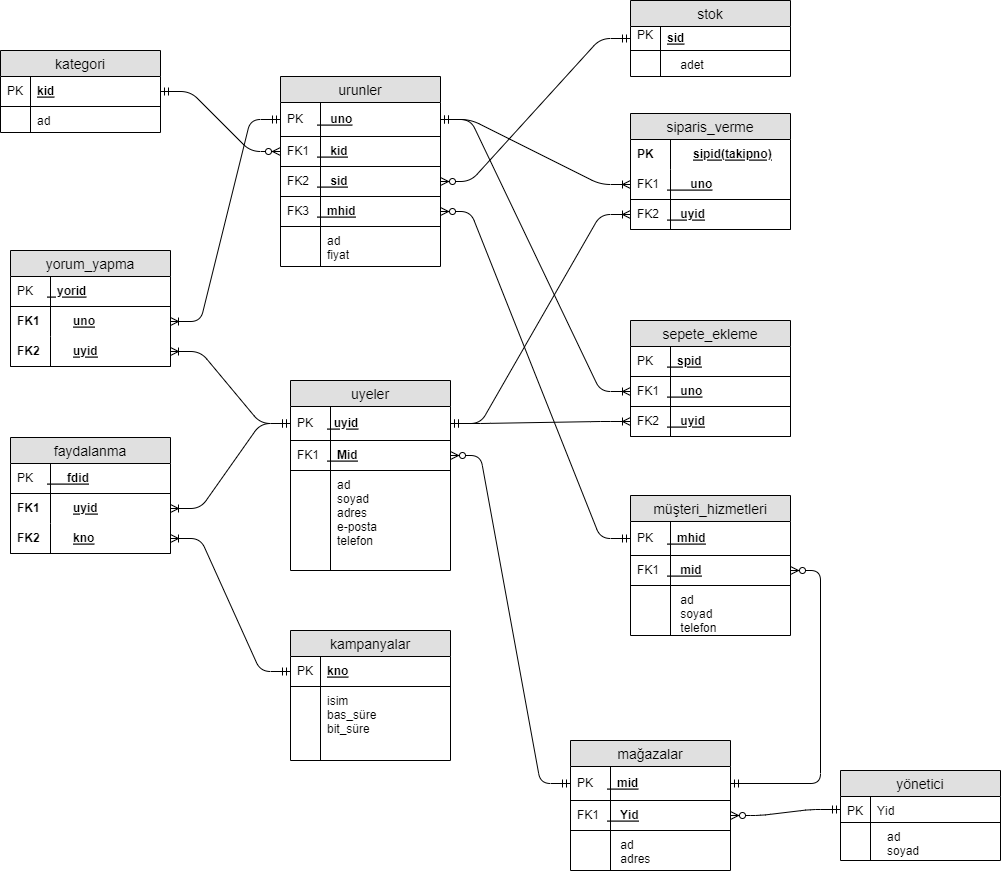 kategori
PK kid
ad
urunler
PK uno
FK1 kid
FK2 sid
FK3 mhid
ad
fiyat
stok
PK sid
adet
siparis_verme
PK sipid(takipno)
FK1 uno
FK2 uyid
yorum_yapma
PK yorid
FK1 uno
FK2 uyid
uyeler
PK uyid
FK1 Mid
ad
soyad
adres
e-posta
telefon
sepete_ekleme
PK spid
FK1 uno
FK2 uyid
faydalanma
PK fdid
FK1 uyid
FK2 kno
müşteri_hizmetleri
PK mhid
FK1 mid
ad
soyad
telefon
kampanyalar
PK kno
isim
bas_süre
bit_süre
mağazalar
PK mid
FK1 Yid
ad
adres
yönetici
PK Yid
ad
soyad